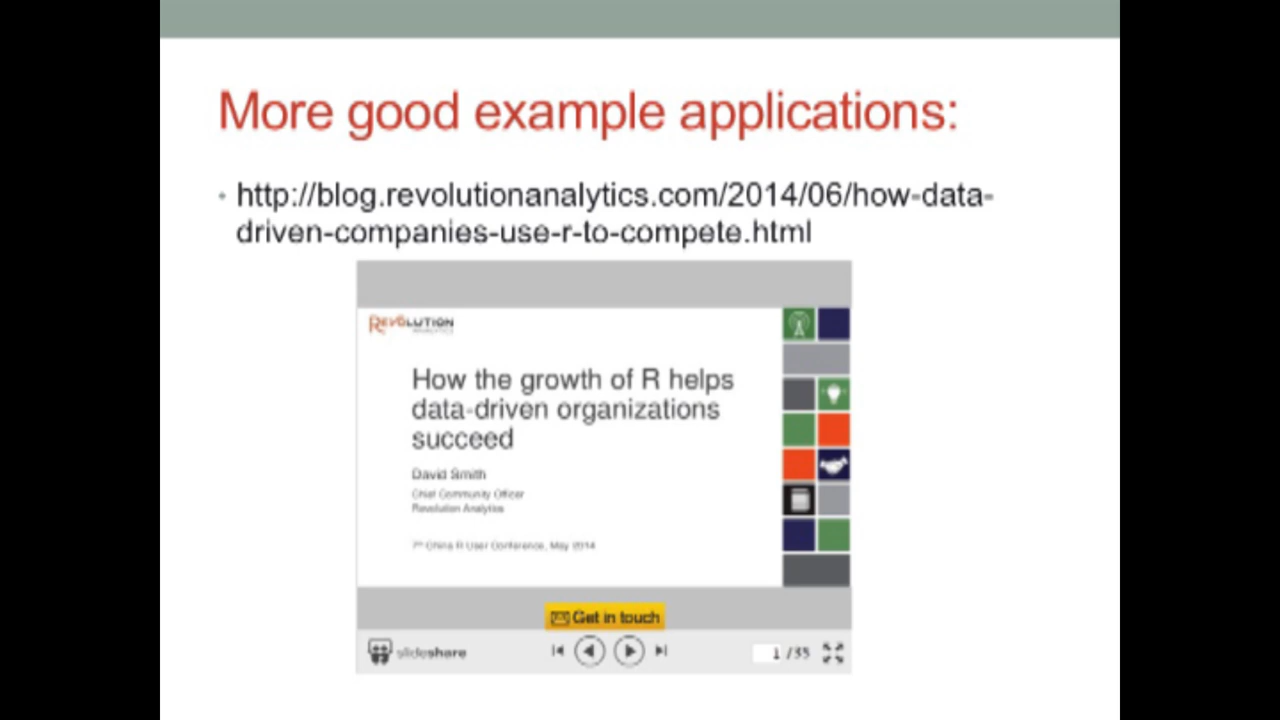 More good example applications:
• http://blog.revolutionanalytics.com/2014/06/how-data-
driven-companies-use-r-to-compete.html
REVOLUTION
ANALYTICS
How the growth of R helps
data-driven organizations
succeed
David Smith
Chief Community Officer
Revolution Analytics
7th China R User Conference, May 2014
Get in touch
slideshare
1 /35